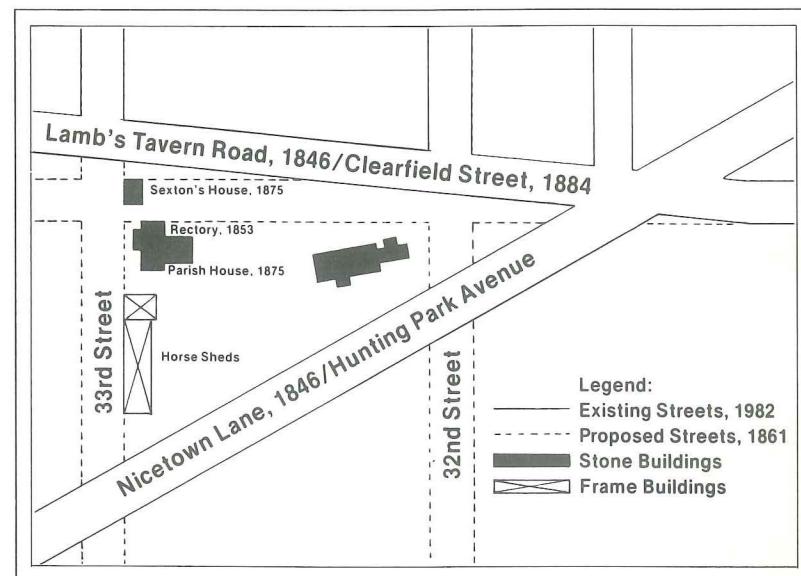 Lamb's Tavern Road, 1846/Clearfield Street, 1884
Sexton's House, 1875
Rectory, 1853
Parish House, 1875
33rd Street
Horse Sheds
Nicetown Lane, 1846/Hunting Park Avenue
32nd Street
Legend:
Existing Streets, 1982
Proposed Streets, 1861
Stone Buildings
Frame Buildings